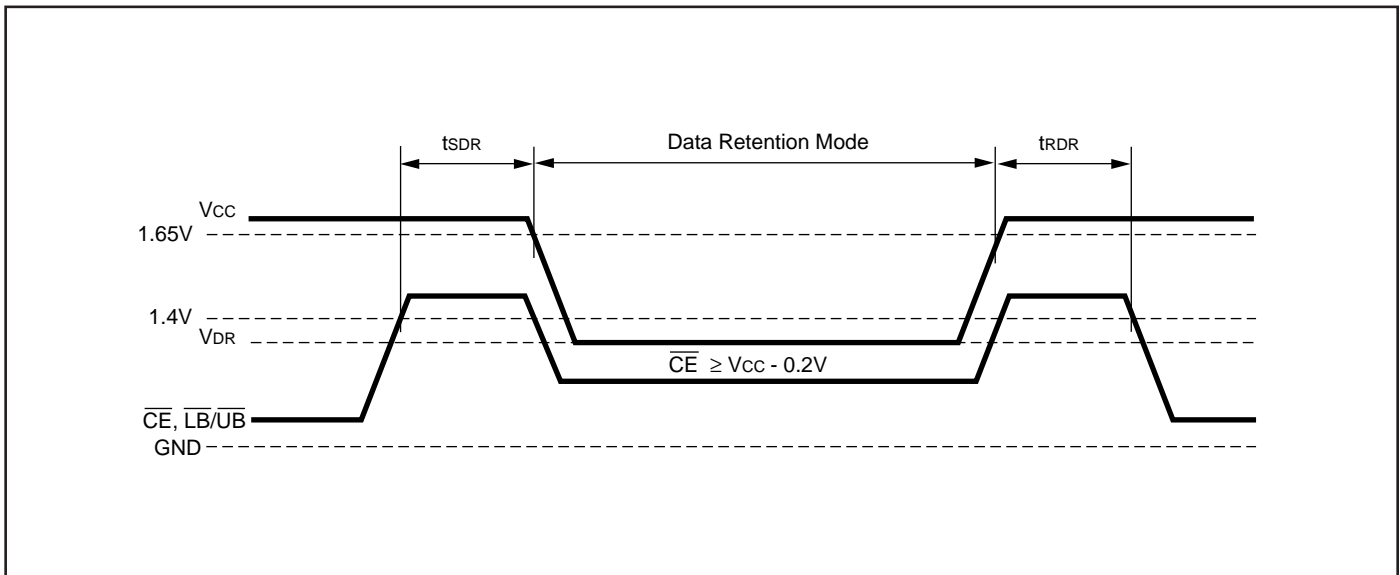 tSDR
Data Retention Mode
tRDR
VCC
1.65V
1.4V
VDR
CE ≥ VCC - 0.2V
CE, LB/UB
GND